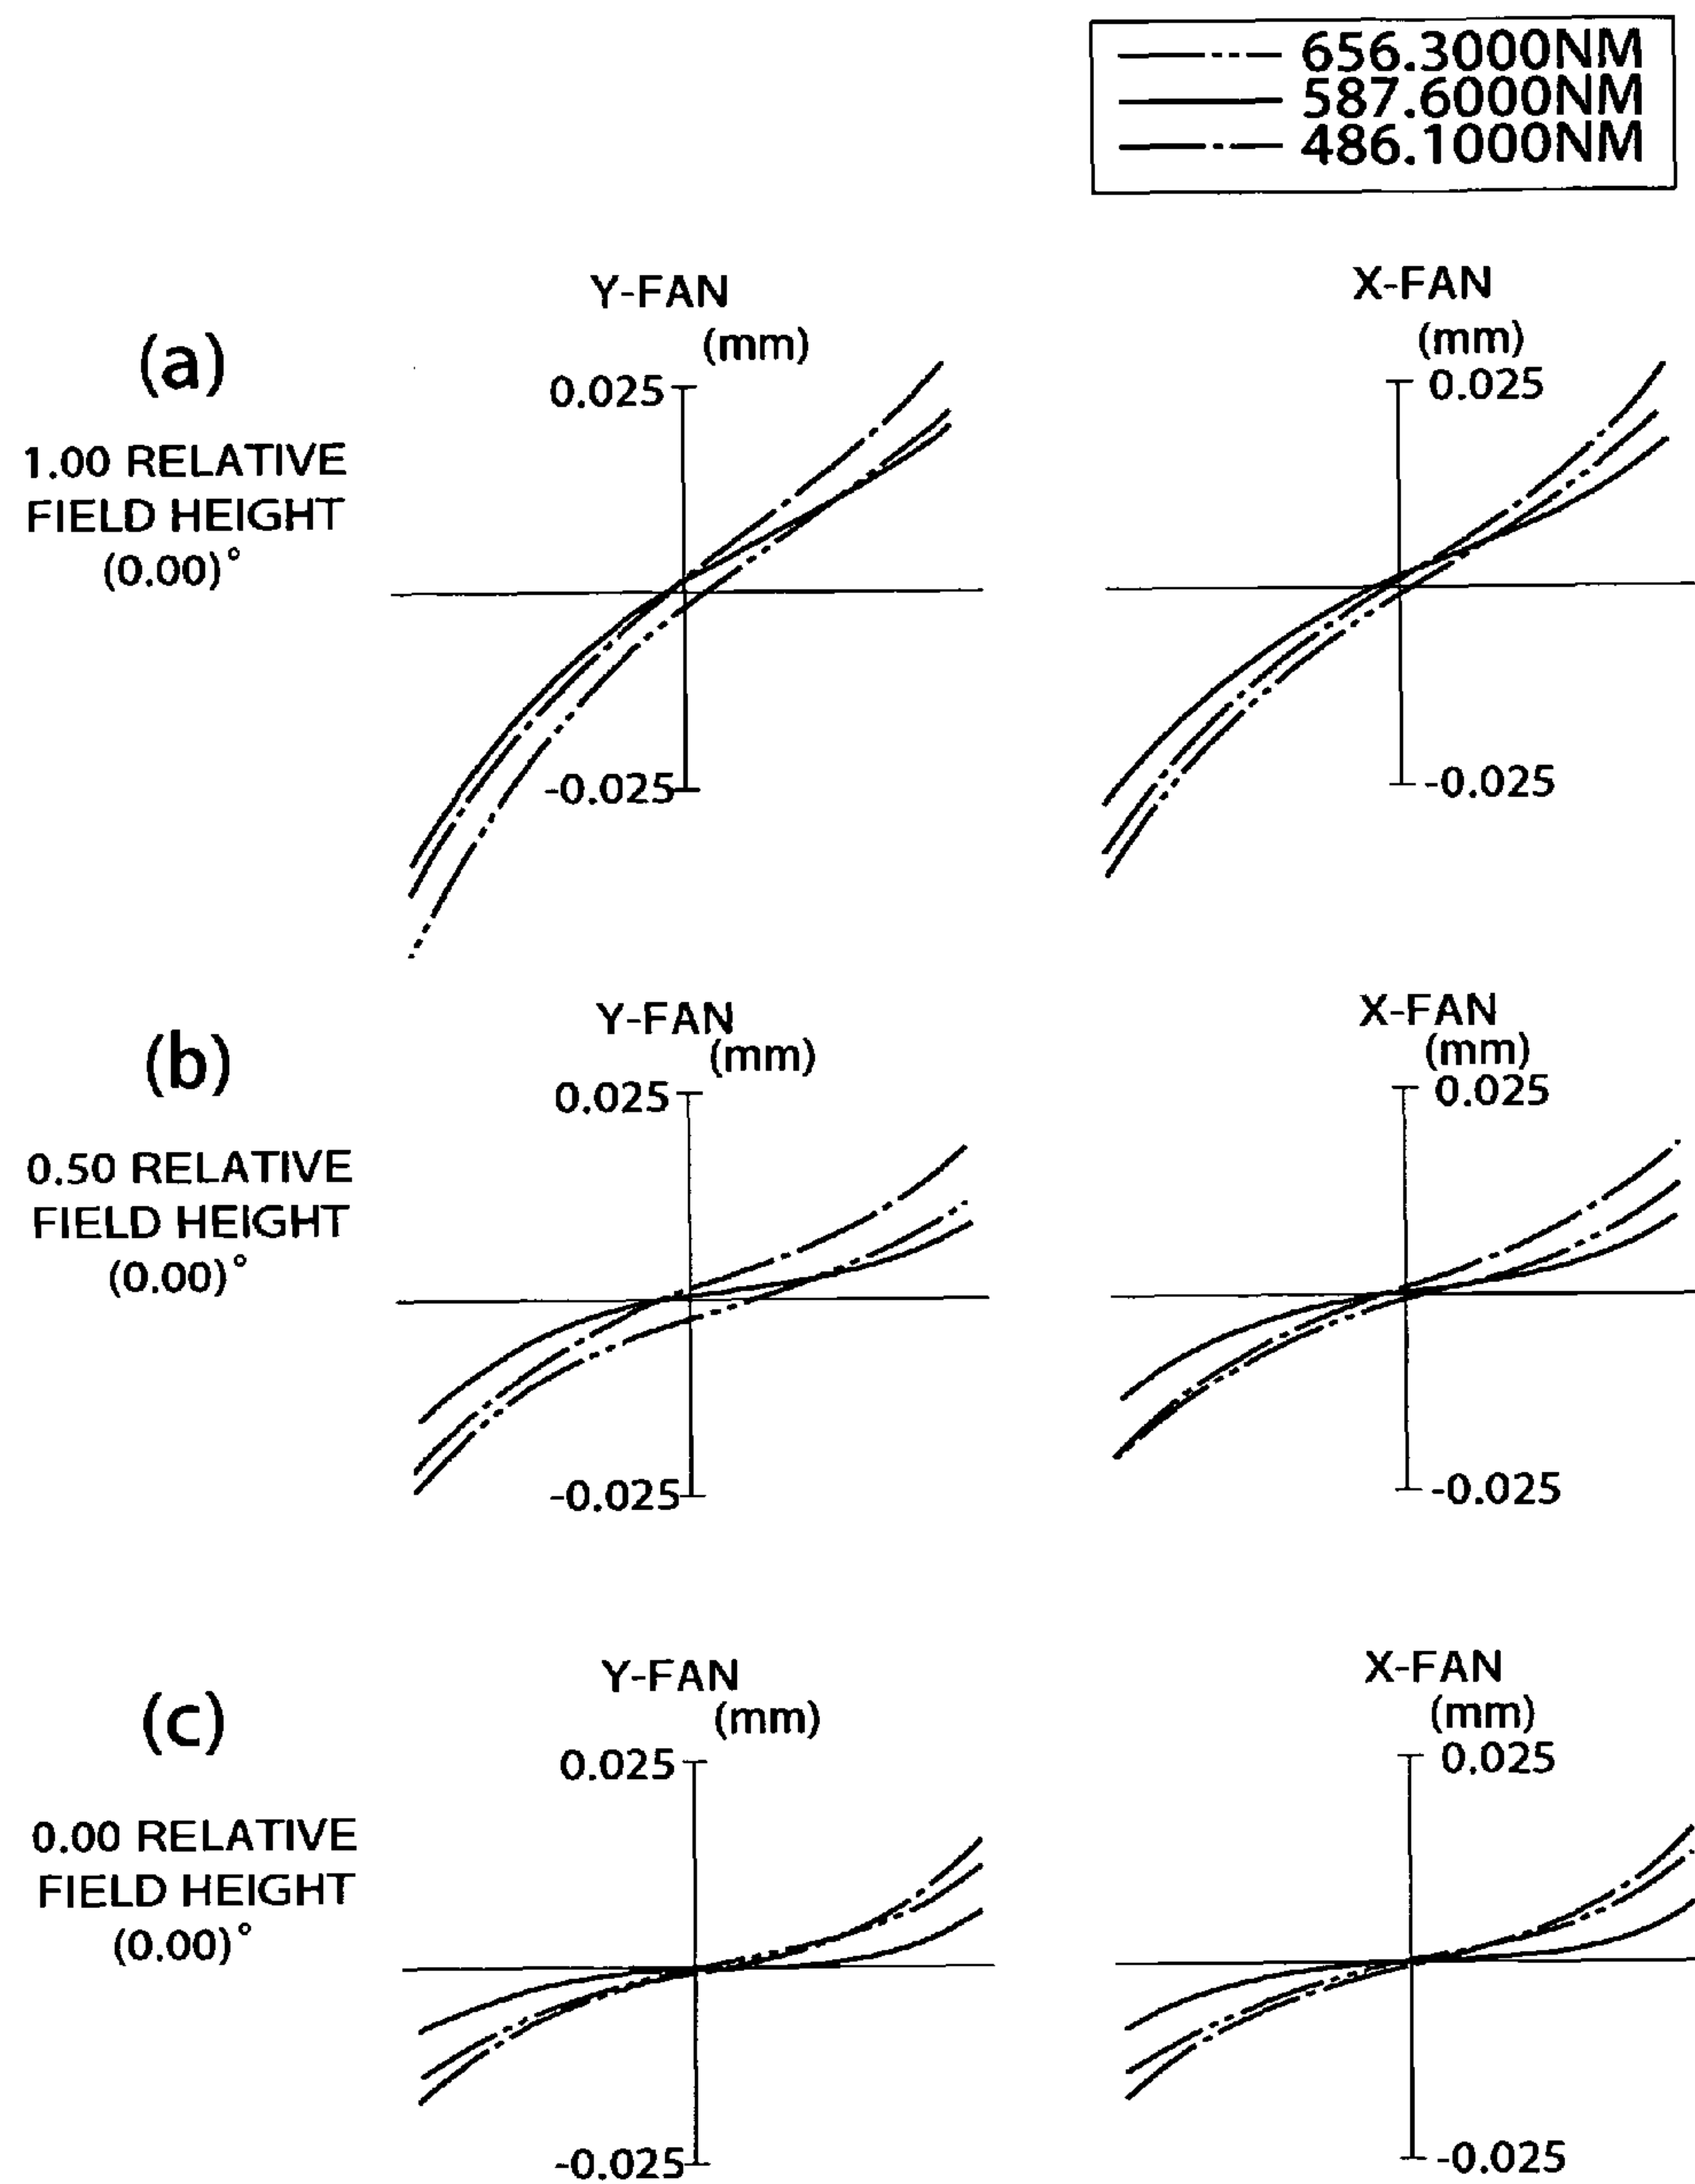 656.3000NM
587.6000NM
486.1000NM
(a)
1.00 RELATIVE
FIELD HEIGHT
(0.00)°
Y-FAN
(mm)
0.025
-0.025
X-FAN
(mm)
0.025
-0.025
(b)
0.50 RELATIVE
FIELD HEIGHT
(0.00)°
Y-FAN
(mm)
0.025
-0.025
X-FAN
(mm)
0.025
-0.025
(c)
0.00 RELATIVE
FIELD HEIGHT
(0.00)°
Y-FAN
(mm)
0.025
-0.025
X-FAN
(mm)
0.025
-0.025